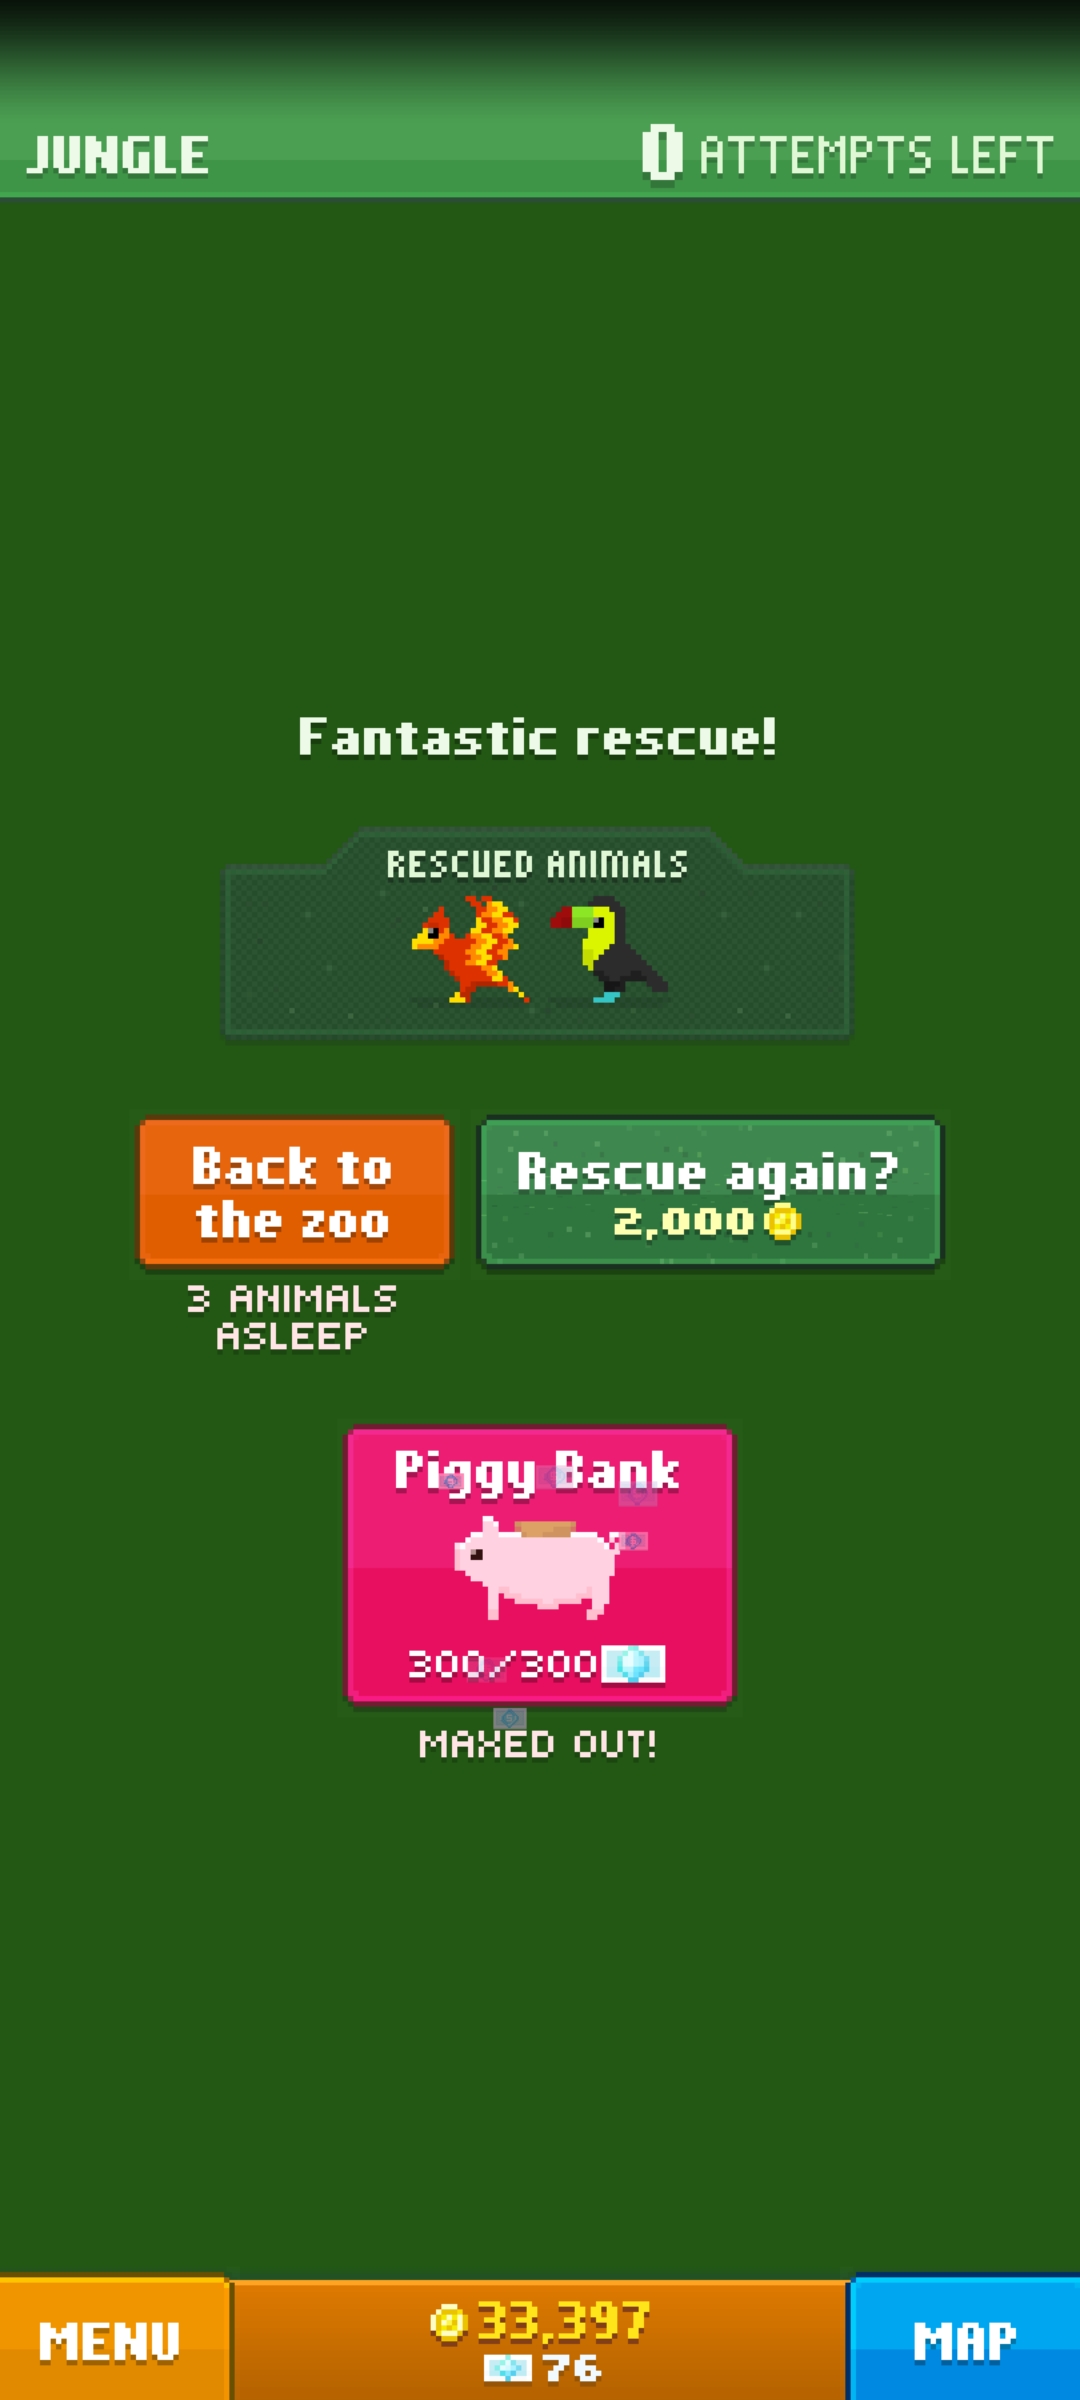 JUNGLE
0 ATTEMPTS LEFT
Fantastic rescue!
RESCUED ANIMALS
Back to
the zoo
Rescue again?
2,000
3 ANIMALS
ASLEEP
Piggy Bank
300/300
MAXED OUT!
MENU
33,397
76
MAP